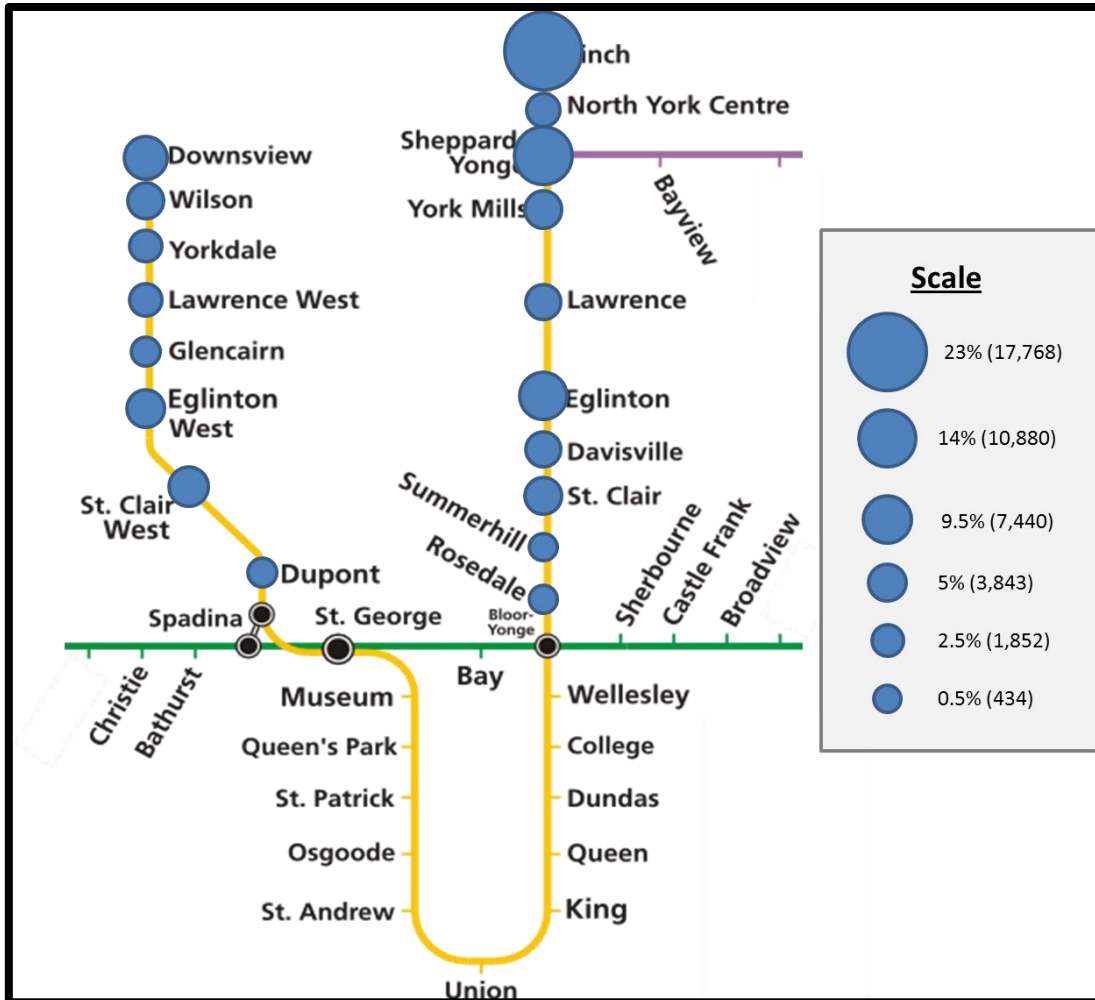 inch
North York Centre
Sheppard
Yonge
York Mills
Bayview
Lawrence
Eglinton
Davisville
St. Clair
Summerhill
Rosedale
Bloor-
Yonge
Downsview
Wilson
Yorkdale
Lawrence West
Glencairn
Eglinton
West
St. Clair
West
Dupont
Spadina
St. George
Sherbourne
Castle Frank
Broadview
Christie
Bathurst
Bay
Museum
Queen's Park
St. Patrick
Osgoode
St. Andrew
Union
Wellesley
College
Dundas
Queen
King
Scale
23% (17,768)
14% (10,880)
9.5% (7,440)
5% (3,843)
2.5% (1,852)
0.5% (434)